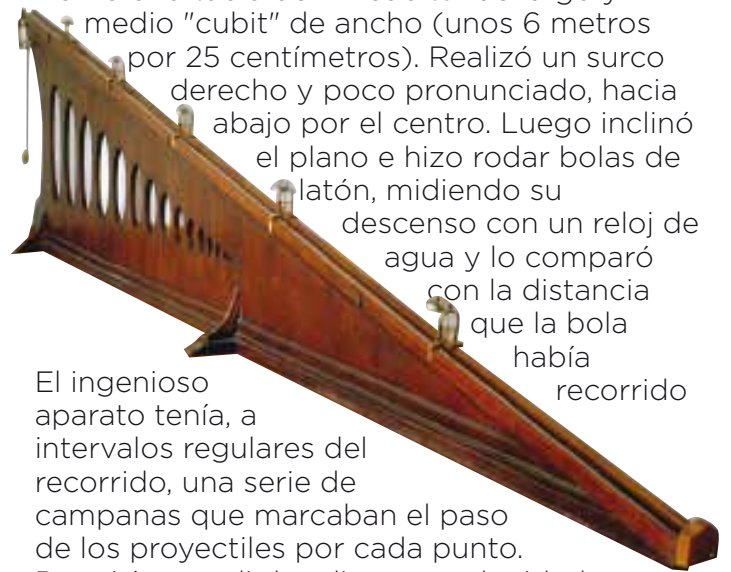 medio "cubit" de ancho (unos 6 metros
por 25 centímetros). Realizó un surco
derecho y poco pronunciado, hacia
abajo por el centro. Luego inclinó
el plano e hizo rodar bolas de
latón, midiendo su
descenso con un reloj de
agua y lo comparó
con la distancia
que la bola
había
recorrido
El ingenioso
aparato tenía, a
intervalos regulares del
recorrido, una serie de
campanas que marcaban el paso
de los proyectiles por cada punto.